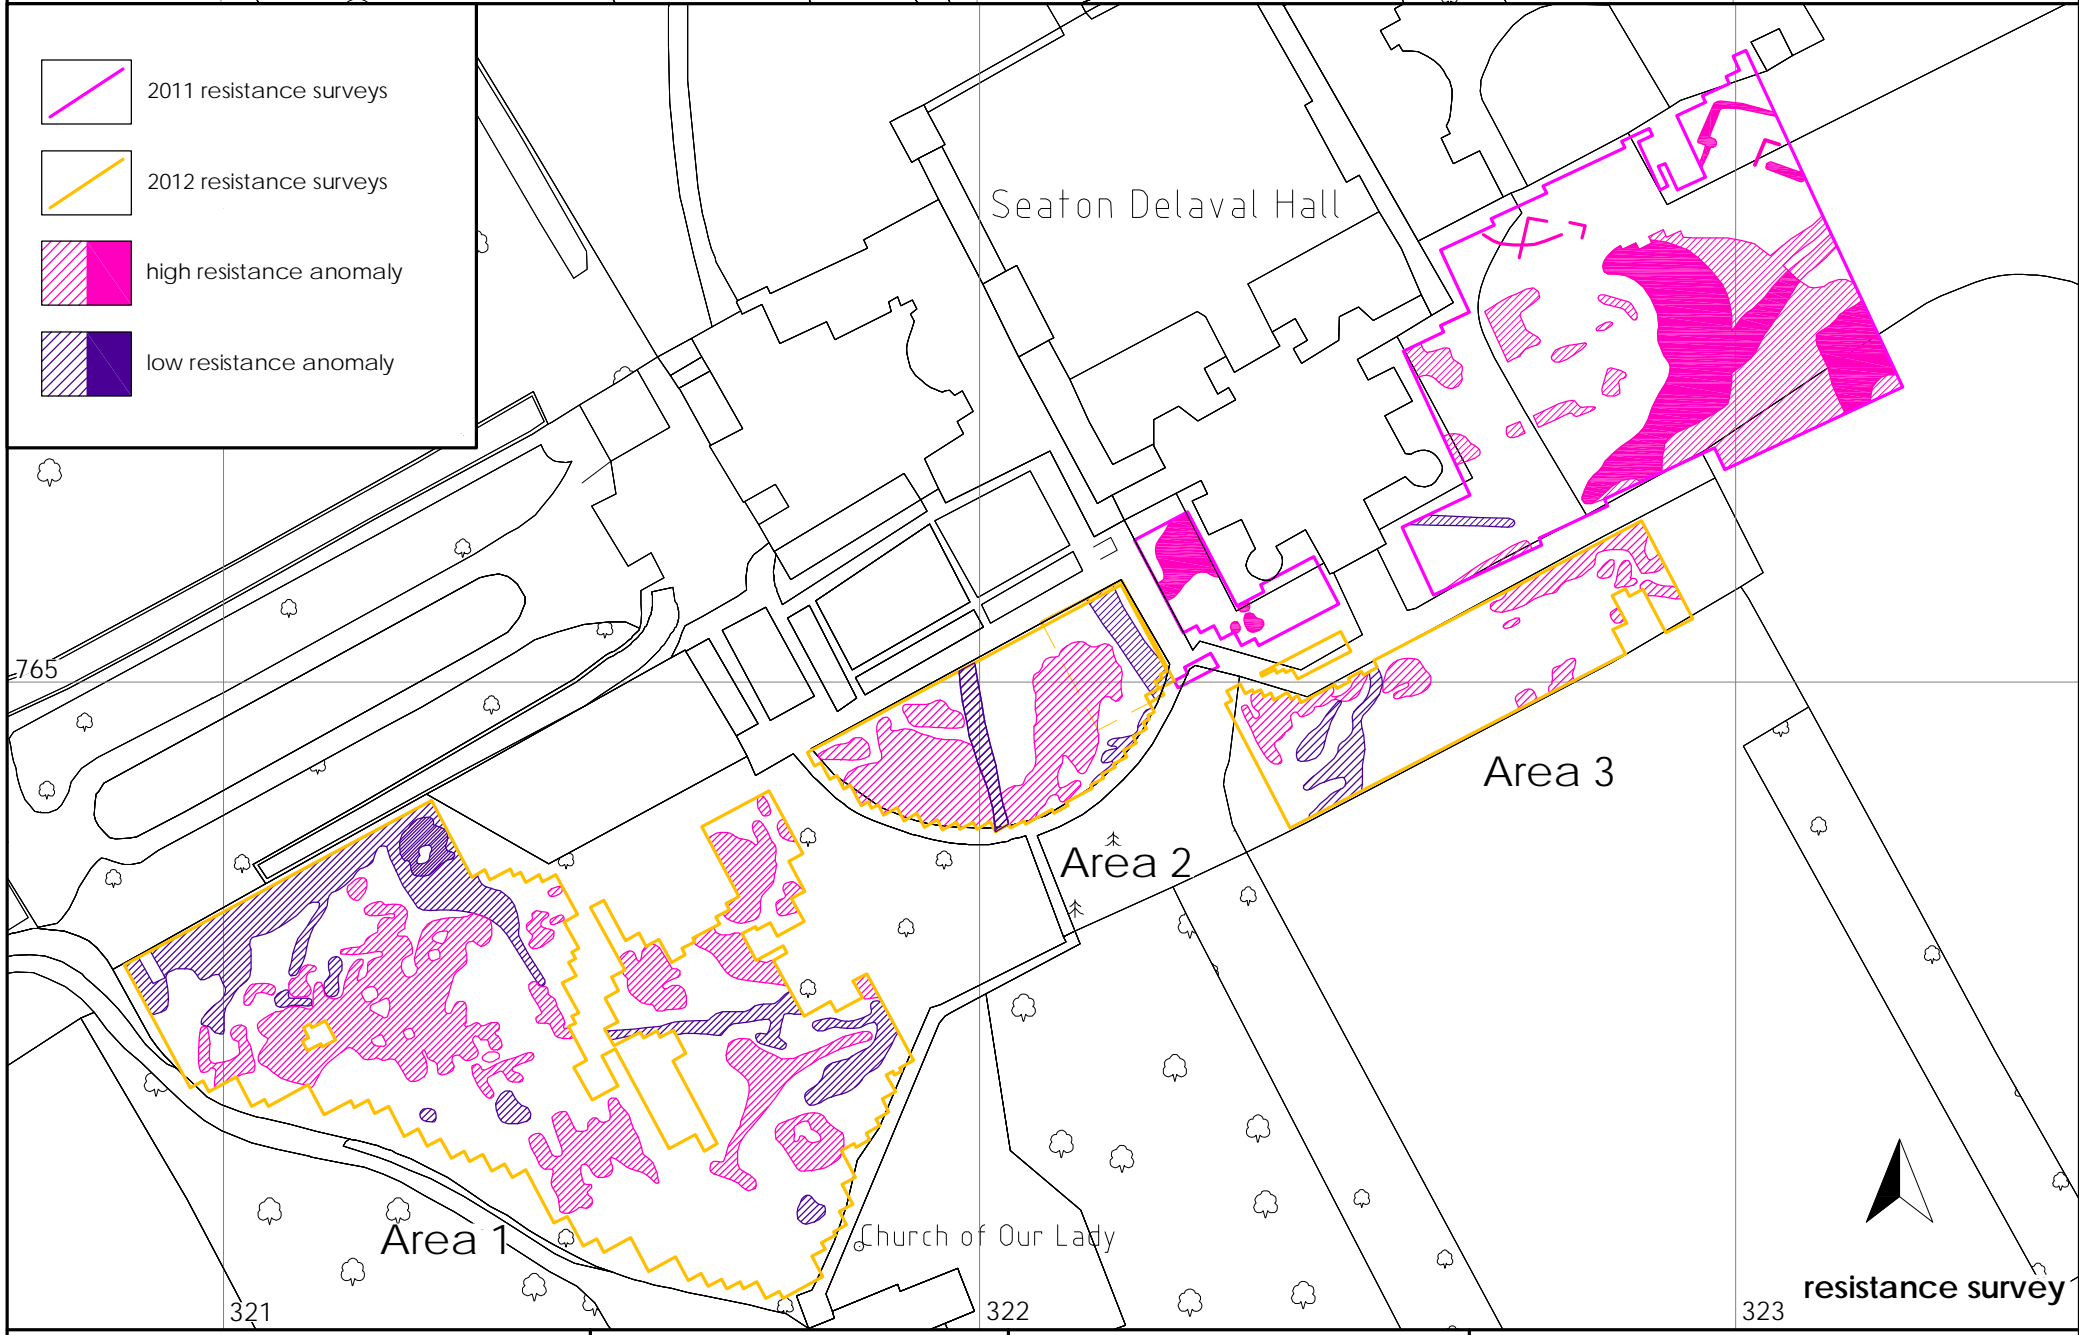 2011 resistance surveys
2012 resistance surveys
high resistance anomaly
low resistance anomaly
Seaton Delaval Hall
765
Area 3
Area 2
Area 1
Church of Our Lady
321
322
323
resistance survey